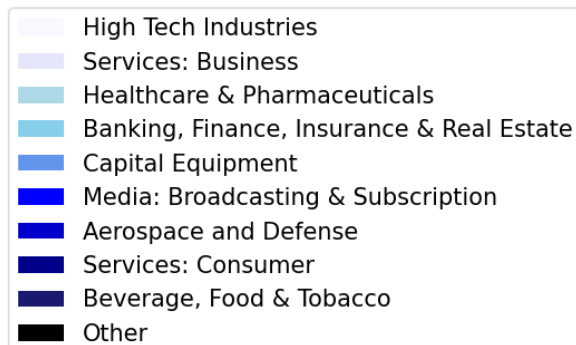 High Tech Industries
Services: Business
Healthcare & Pharmaceuticals
Banking, Finance, Insurance & Real Estate
Capital Equipment
Media: Broadcasting & Subscription
Aerospace and Defense
Services: Consumer
Beverage, Food & Tobacco
Other